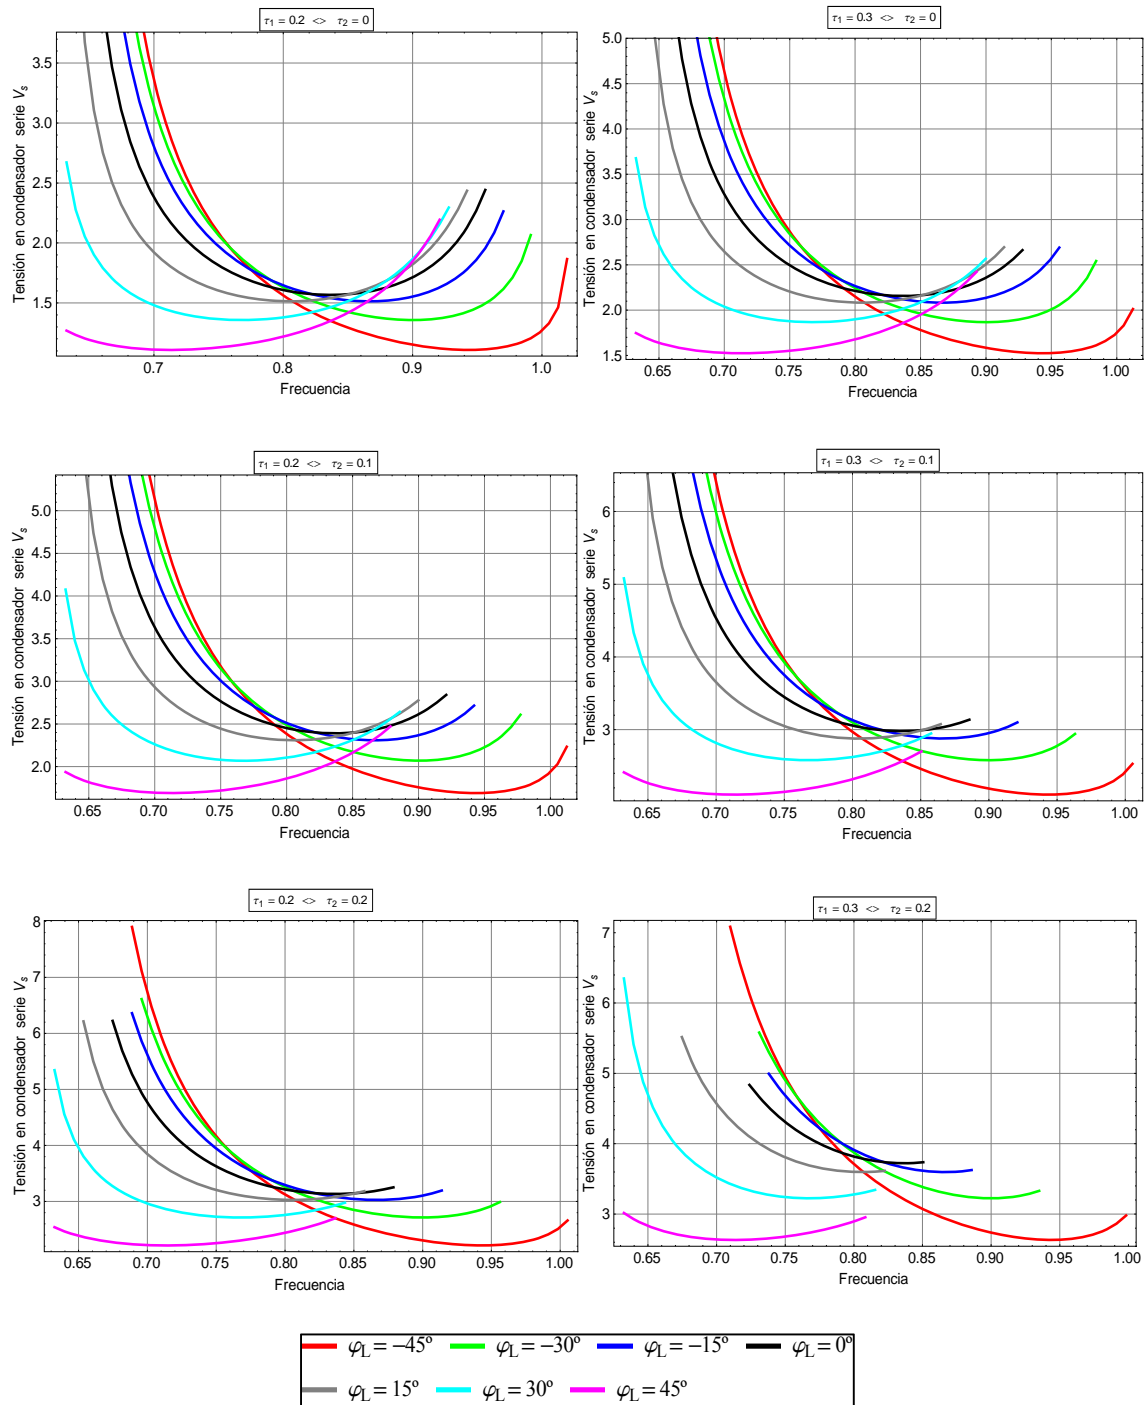 τ1 = 0.2 <> τ2 = 0
Tensión en condensador serie Vs
3.5
3.0
2.5
2.0
1.5
0.7 0.8 0.9 1.0
Frecuencia
τ1 = 0.3 <> τ2 = 0
Tensión en condensador serie Vs
5.0
4.5
4.0
3.5
3.0
2.5
2.0
1.5
0.65 0.70 0.75 0.80 0.85 0.90 0.95 1.00
Frecuencia
τ1 = 0.2 <> τ2 = 0.1
Tensión en condensador serie Vs
5.0
4.5
4.0
3.5
3.0
2.5
2.0
0.65 0.70 0.75 0.80 0.85 0.90 0.95 1.00
Frecuencia
τ1 = 0.3 <> τ2 = 0.1
Tensión en condensador serie Vs
6
5
4
3
0.65 0.70 0.75 0.80 0.85 0.90 0.95 1.00
Frecuencia
τ1 = 0.2 <> τ2 = 0.2
Tensión en condensador serie Vs
8
7
6
5
4
3
0.65 0.70 0.75 0.80 0.85 0.90 0.95 1.00
Frecuencia
τ1 = 0.3 <> τ2 = 0.2
Tensión en condensador serie Vs
7
6
5
4
3
0.65 0.70 0.75 0.80 0.85 0.90 0.95 1.00
Frecuencia
φL = −45º φL = −30º φL = −15º φL = 0º
φL = 15º φL = 30º φL = 45º